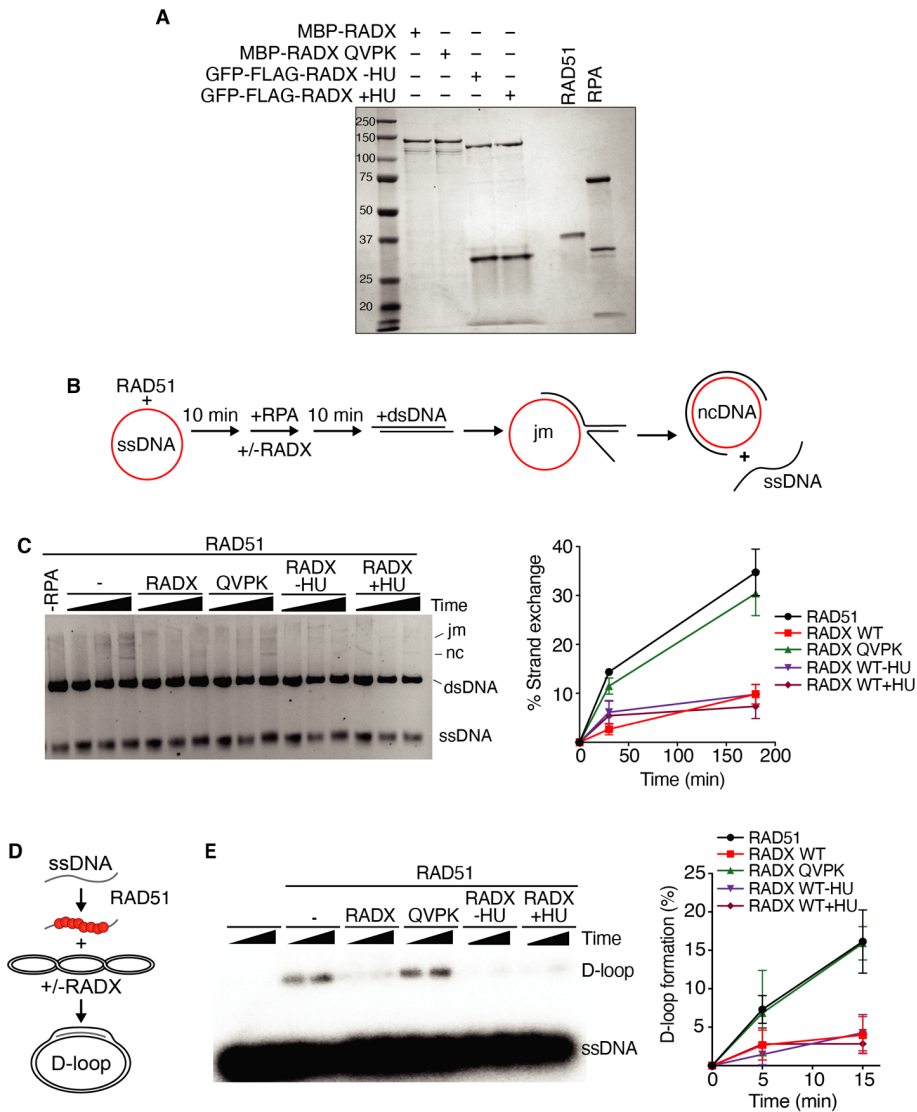 A
MBP-RADX + – – –
MBP-RADX QVPK – + – –
GFP-FLAG-RADX -HU – – + –
GFP-FLAG-RADX +HU – – – +
RAD51
RPA
250
150
100
75
50
37
25
20
B
RAD51
+
ssDNA
10 min
+RPA
+/-RADX
10 min
+dsDNA
jm
ncDNA
+
ssDNA
C
RAD51
-RPA
-
RADX
QVPK
RADX
-HU
RADX
+HU
Time
jm
nc
dsDNA
ssDNA
% Strand exchange
40
30
20
10
0
0 50 100 150 200
Time (min)
RAD51
RADX WT
RADX QVPK
RADX WT-HU
RADX WT+HU
D
ssDNA
RAD51
+
+/-RADX
D-loop
E
RAD51
-
RADX
QVPK
RADX
-HU
RADX
+HU
Time
D-loop
ssDNA
RAD51
RADX WT
RADX QVPK
RADX WT-HU
RADX WT+HU
D-loop formation (%)
25
20
15
10
5
0
0 5 10 15
Time (min)